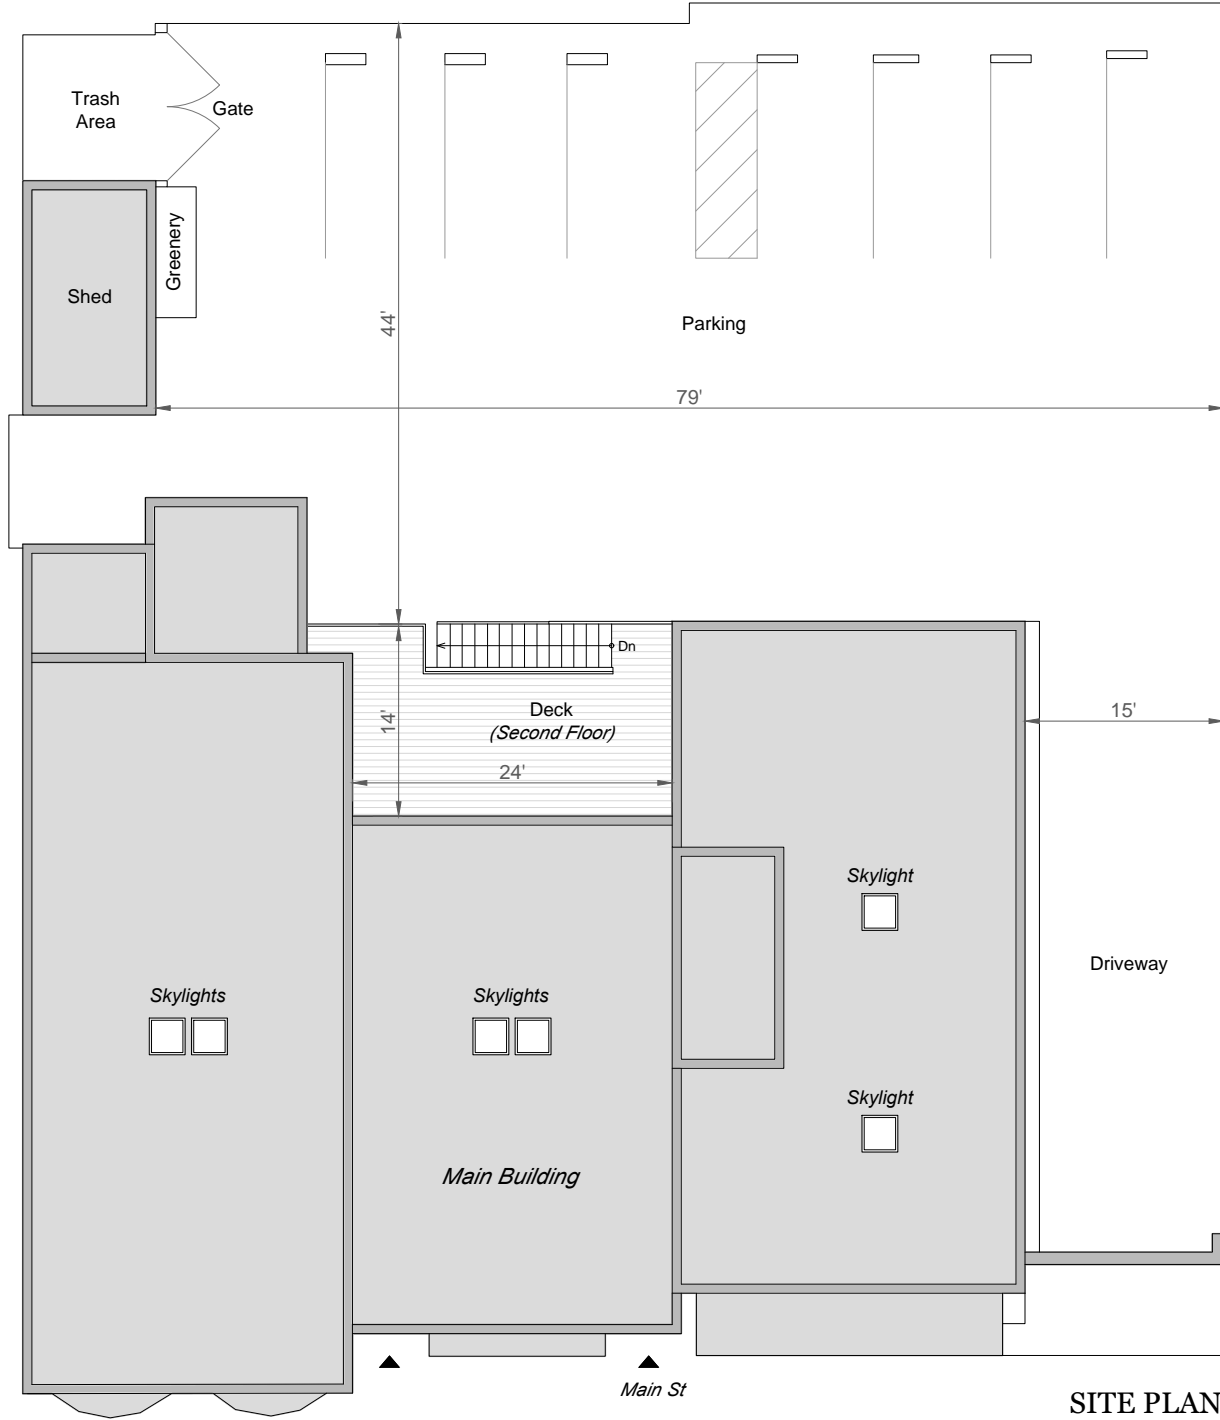 Trash
Area
Gate
Greenery
Shed
44'
Parking
79'
Dn
Deck
(Second Floor)
14'
24'
15'
Skylight
Driveway
Skylights
Skylights
Skylight
Main Building
Main St
SITE PLAN